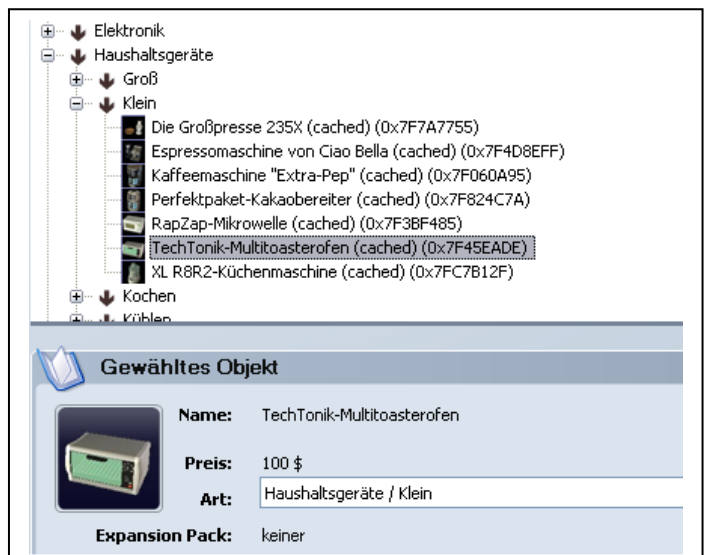 Elektronik
Haushaltsgeräte
Groß
Klein
Die Großpresse 235X (cached) (0x7F7A7755)
Espressomaschine von Ciao Bella (cached) (0x7F4D8EFF)
Kaffeemaschine "Extra-Pep" (cached) (0x7F060A95)
Perfektpaket-Kakaobereiter (cached) (0x7F824C7A)
RapZap-Mikrowelle (cached) (0x7F3BF485)
TechTonik-Multitoasterofen (cached) (0x7F45EADE)
XL R8R2-Küchenmaschine (cached) (0x7FC7B12F)
Kochen
Kühlen
Gewähltes Objekt
Name: TechTonik-Multitoasterofen
Preis: 100 $
Art: Haushaltsgeräte / Klein
Expansion Pack: keiner